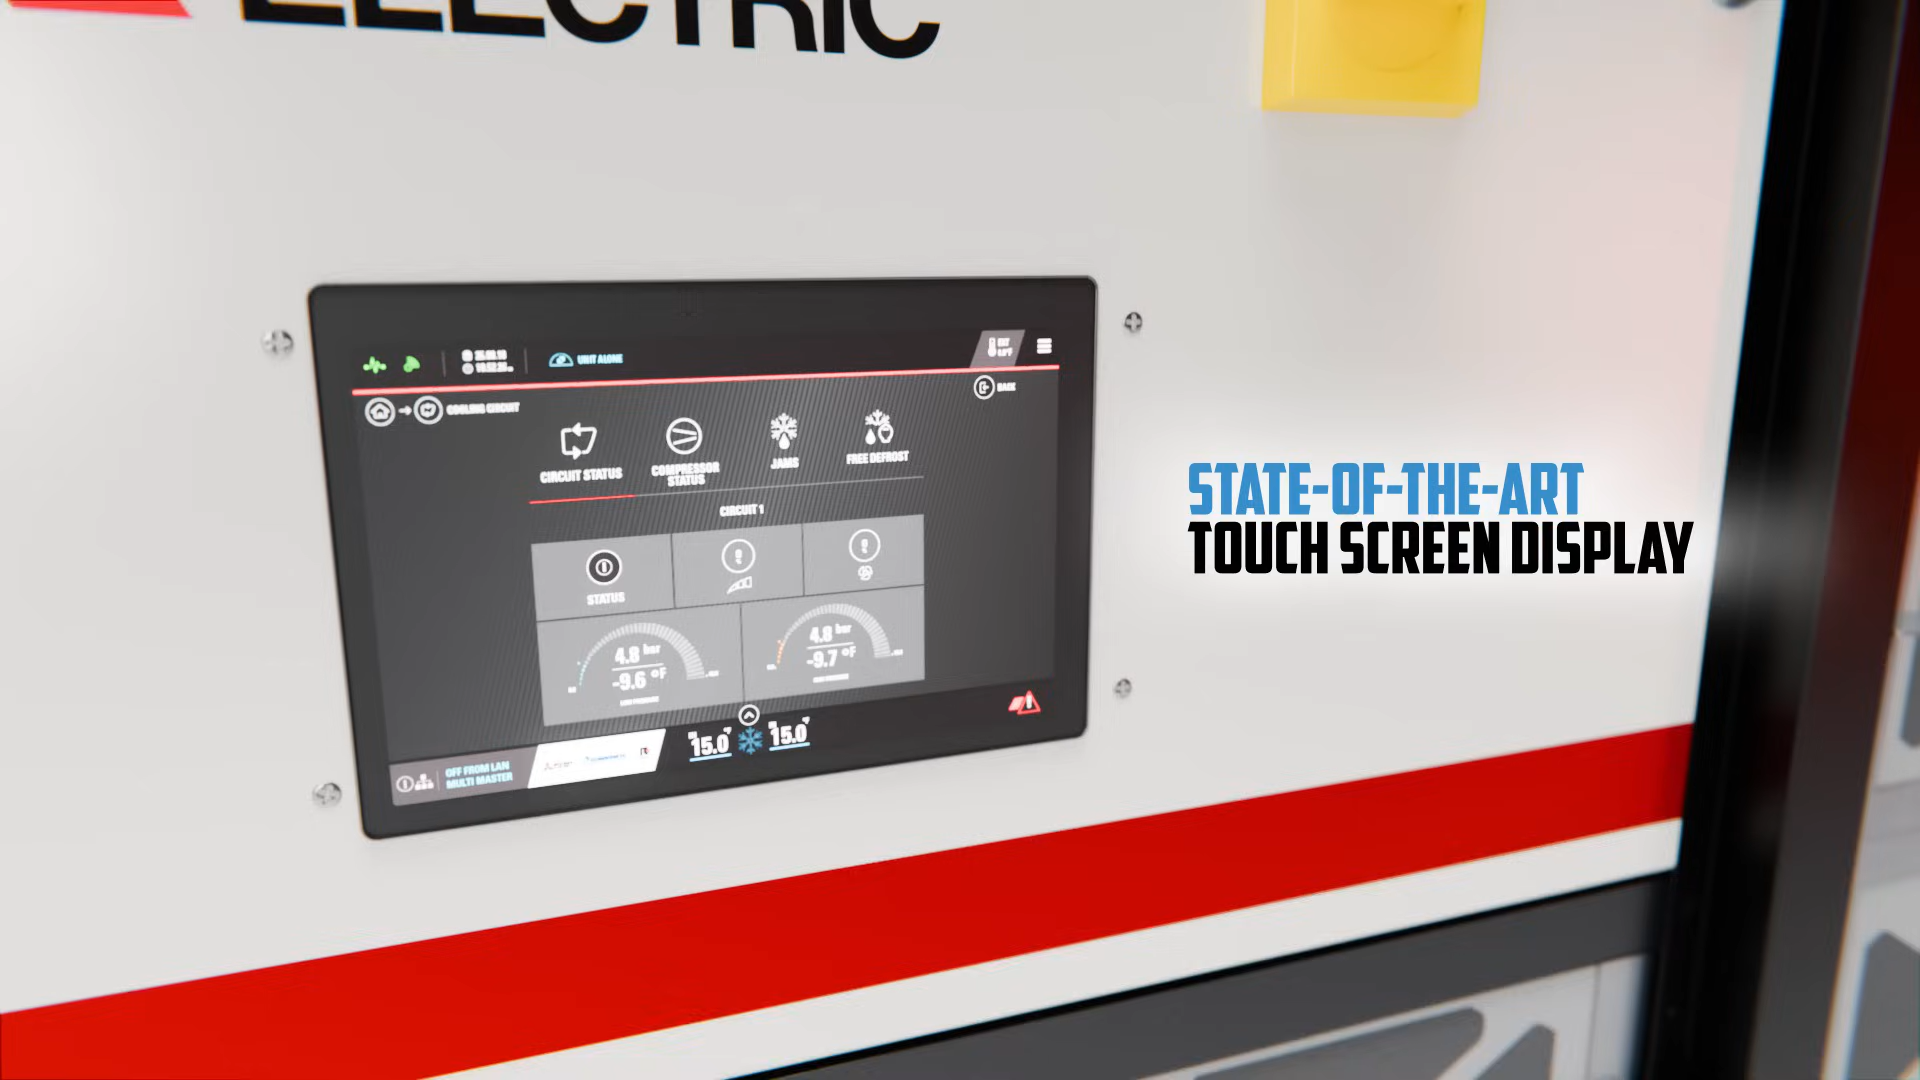 ELECTRIC
UNIT ALONE
BACK
COOLING CIRCUIT
CIRCUIT STATUS
COMPRESSOR
STATUS
JAMS
FREE DEFROST
CIRCUIT 1
STATUS
4.8 bar
-9.6 °F
4.8 bar
-9.7 °F
15.0
15.0
OFF FROM LAN
MULTI MASTER
STATE-OF-THE-ART
TOUCH SCREEN DISPLAY